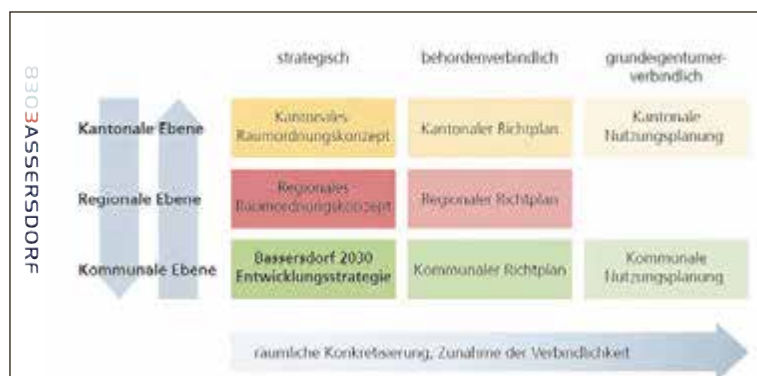 8303ASSERSDORF
strategisch
behördenverbindlich
grundeigentümer-
verbindlich
Kantonale Ebene
Kantonales
Raumordnungskonzept
Kantonaler Richtplan
Kantonale
Nutzungsplanung
Regionale Ebene
Regionales
Raumordnungskonzept
Regionaler Richtplan
Kommunale Ebene
Bassersdorf 2030
Entwicklungsstrategie
Kommunaler Richtplan
Kommunale
Nutzungsplanung
räumliche Konkretisierung, Zunahme der Verbindlichkeit